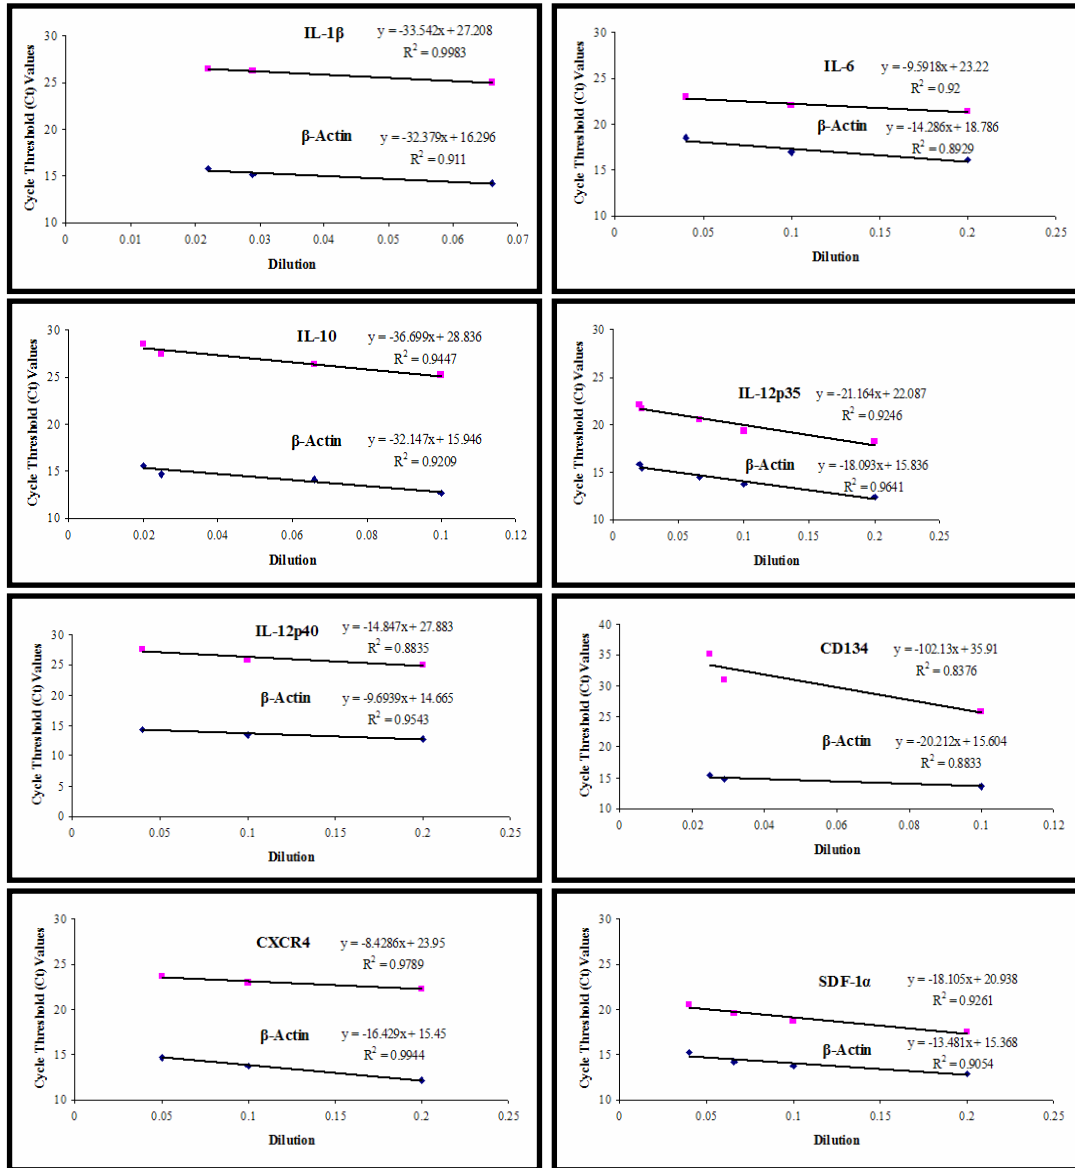 IL-1β y = -33.542x + 27.208
R² = 0.9983
β-Actin y = -32.379x + 16.296
R² = 0.911
Cycle Threshold (Ct) Values
30
25
20
15
10
0 0.01 0.02 0.03 0.04 0.05 0.06 0.07
Dilution
IL-6 y = -9.5918x + 23.22
R² = 0.92
β-Actin y = -14.286x + 18.786
R² = 0.8929
Cycle Threshold (Ct) Values
30
25
20
15
10
0 0.05 0.1 0.15 0.2 0.25
Dilution
IL-10 y = -36.699x + 28.836
R² = 0.9447
β-Actin y = -32.147x + 15.946
R² = 0.9209
Cycle Threshold (Ct) Values
30
25
20
15
10
0 0.02 0.04 0.06 0.08 0.1 0.12
Dilution
IL-12p35 y = -21.164x + 22.087
R² = 0.9246
β-Actin y = -18.093x + 15.836
R² = 0.9641
Cycle Threshold (Ct) Values
30
25
20
15
10
0 0.05 0.1 0.15 0.2 0.25
Dilution
IL-12p40 y = -14.847x + 27.883
R² = 0.8835
β-Actin y = -9.6939x + 14.665
R² = 0.9543
Cycle Threshold (Ct) Values
30
25
20
15
10
5
0
0 0.05 0.1 0.15 0.2 0.25
Dilution
CD134 y = -102.13x + 35.91
R² = 0.8376
β-Actin y = -20.212x + 15.604
R² = 0.8833
Cycle Threshold (Ct) Values
40
35
30
25
20
15
10
0 0.02 0.04 0.06 0.08 0.1 0.12
Dilution
CXCR4 y = -8.4286x + 23.95
R² = 0.9789
β-Actin y = -16.429x + 15.45
R² = 0.9944
Cycle Threshold (Ct) Values
30
25
20
15
10
0 0.05 0.1 0.15 0.2 0.25
Dilution
SDF-1α y = -18.105x + 20.938
R² = 0.9261
β-Actin y = -13.481x + 15.368
R² = 0.9054
Cycle Threshold (Ct) Values
30
25
20
15
10
0 0.05 0.1 0.15 0.2 0.25
Dilution